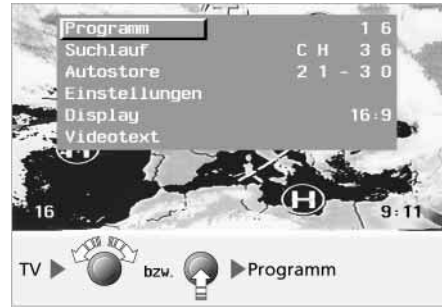 Programm 16
Suchlauf CH 36
Autostore 21-30
Einstellungen
Display 16:9
Videotext
H
H
16 9:11
TV bzw. Programm